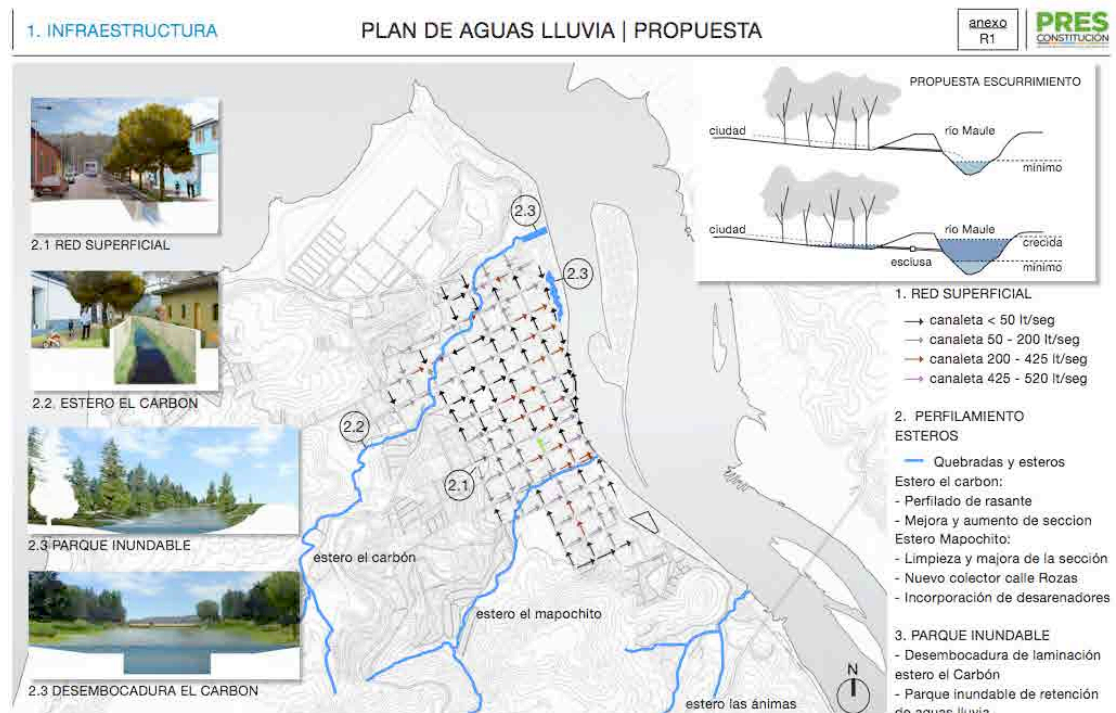 1. INFRAESTRUCTURA
PLAN DE AGUAS LLUVIA | PROPUESTA
anexo
R1
PRES
CONSTITUCIÓN
2.1 RED SUPERFICIAL
2.2. ESTERO EL CARBON
2.3 PARQUE INUNDABLE
2.3 DESEMBOCADURA EL CARBON
2.3
2.3
2.2
2.1
estero el carbón
estero el mapochito
estero las ánimas
N
PROPUESTA ESCURRIMIENTO
ciudad
río Maule
mínimo
ciudad
río Maule
crecida
esclusa
mínimo
1. RED SUPERFICIAL
canaleta < 50 lt/seg
canaleta 50 - 200 lt/seg
canaleta 200 - 425 lt/seg
canaleta 425 - 520 lt/seg
2. PERFILAMIENTO
ESTEROS
Quebradas y esteros
Estero el carbon:
- Perfilado de rasante
- Mejora y aumento de seccion
Estero Mapochito:
- Limpieza y majora de la sección
- Nuevo colector calle Rozas
- Incorporación de desarenadores
3. PARQUE INUNDABLE
- Desembocadura de laminación
estero el Carbón
- Parque inundable de retención
de aguas lluvia